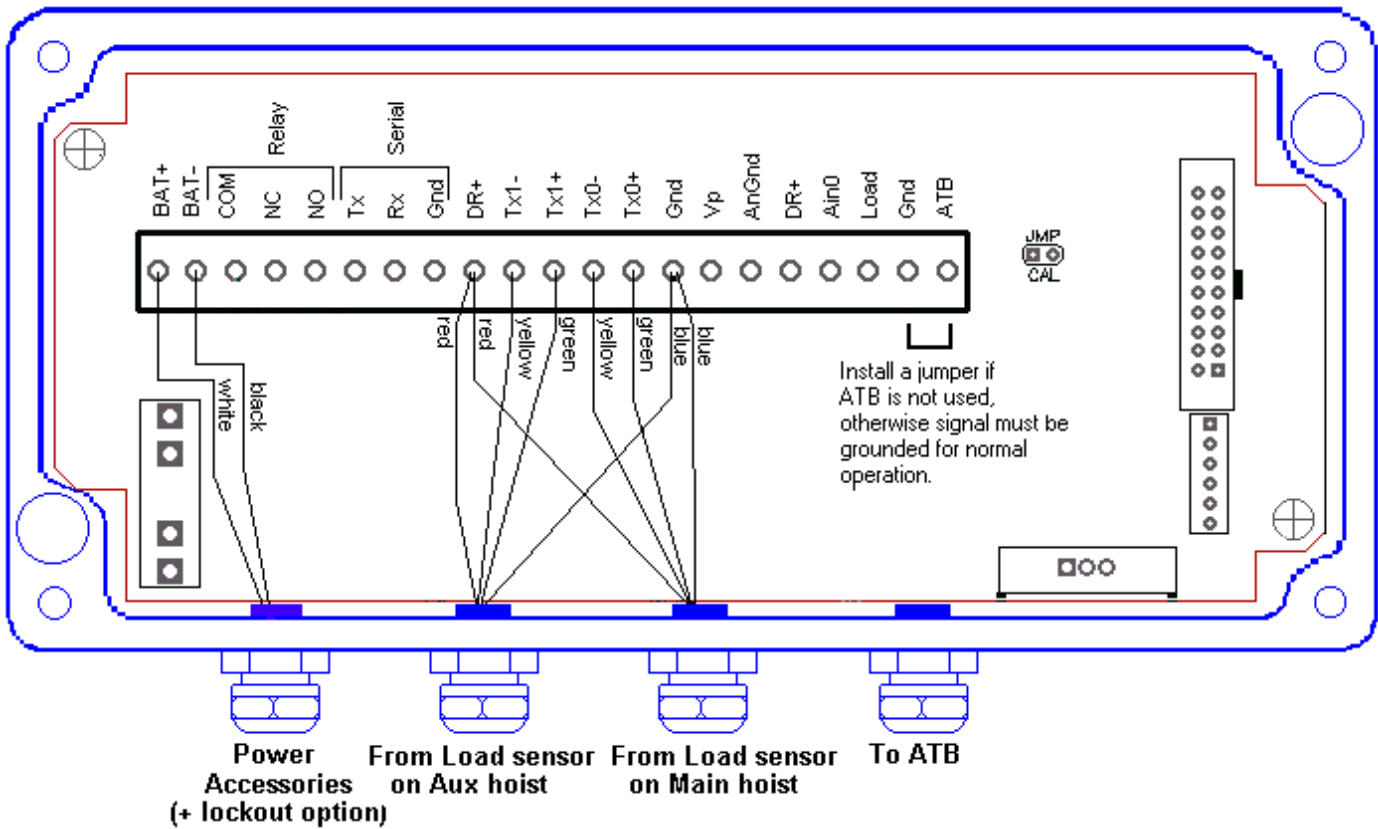 Relay
Serial
BAT+
BAT-
COM
NC
NO
Tx
Rx
Gnd
DR+
Tx1-
Tx1+
Tx0-
Tx0+
Gnd
Vp
AnGnd
DR+
Ain0
Load
Gnd
ATB
JMP
CAL
red
red
yellow
green
yellow
green
blue
blue
white
black
Install a jumper if
ATB is not used,
otherwise signal must be
grounded for normal
operation.
Power
Accessories
(+ lockout option)
From Load sensor
on Aux hoist
From Load sensor
on Main hoist
To ATB